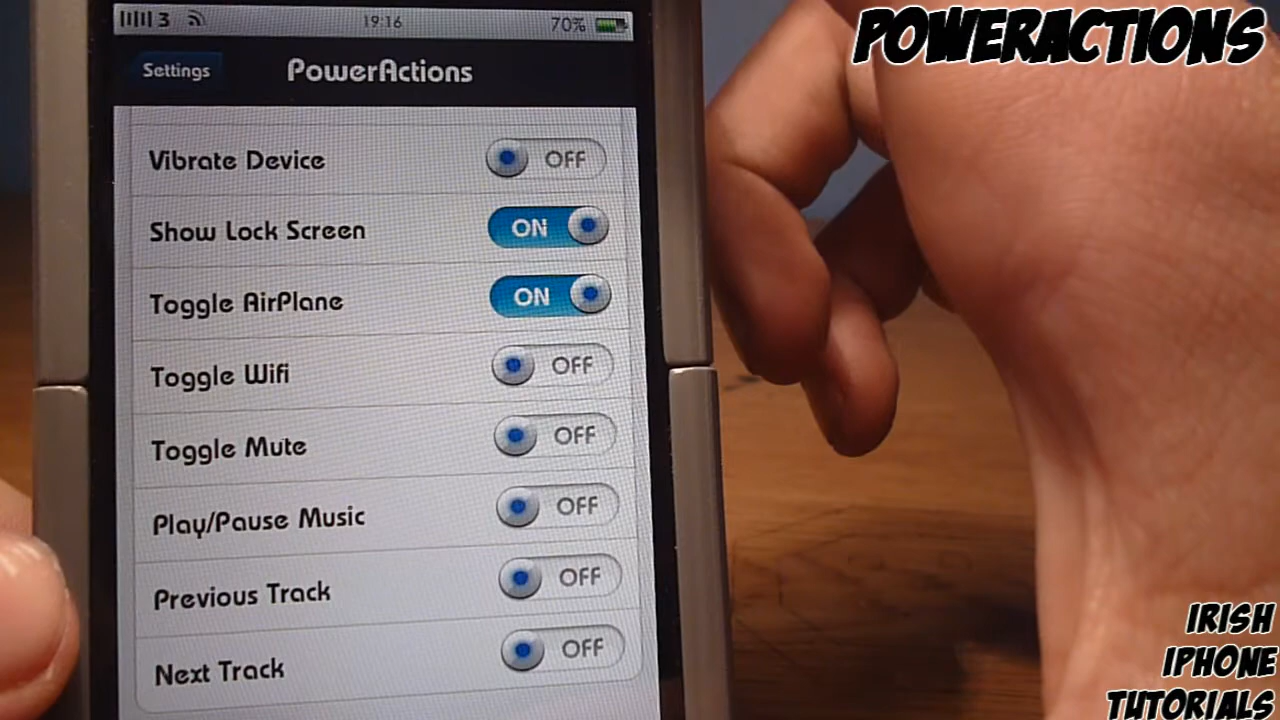 POWERACTIONS
3 19:16 70%
Settings PowerActions
Vibrate Device OFF
Show Lock Screen ON
Toggle AirPlane ON
Toggle Wifi OFF
Toggle Mute OFF
Play/Pause Music OFF
Previous Track OFF
Next Track OFF
IRISH
IPHONE
TUTORIALS